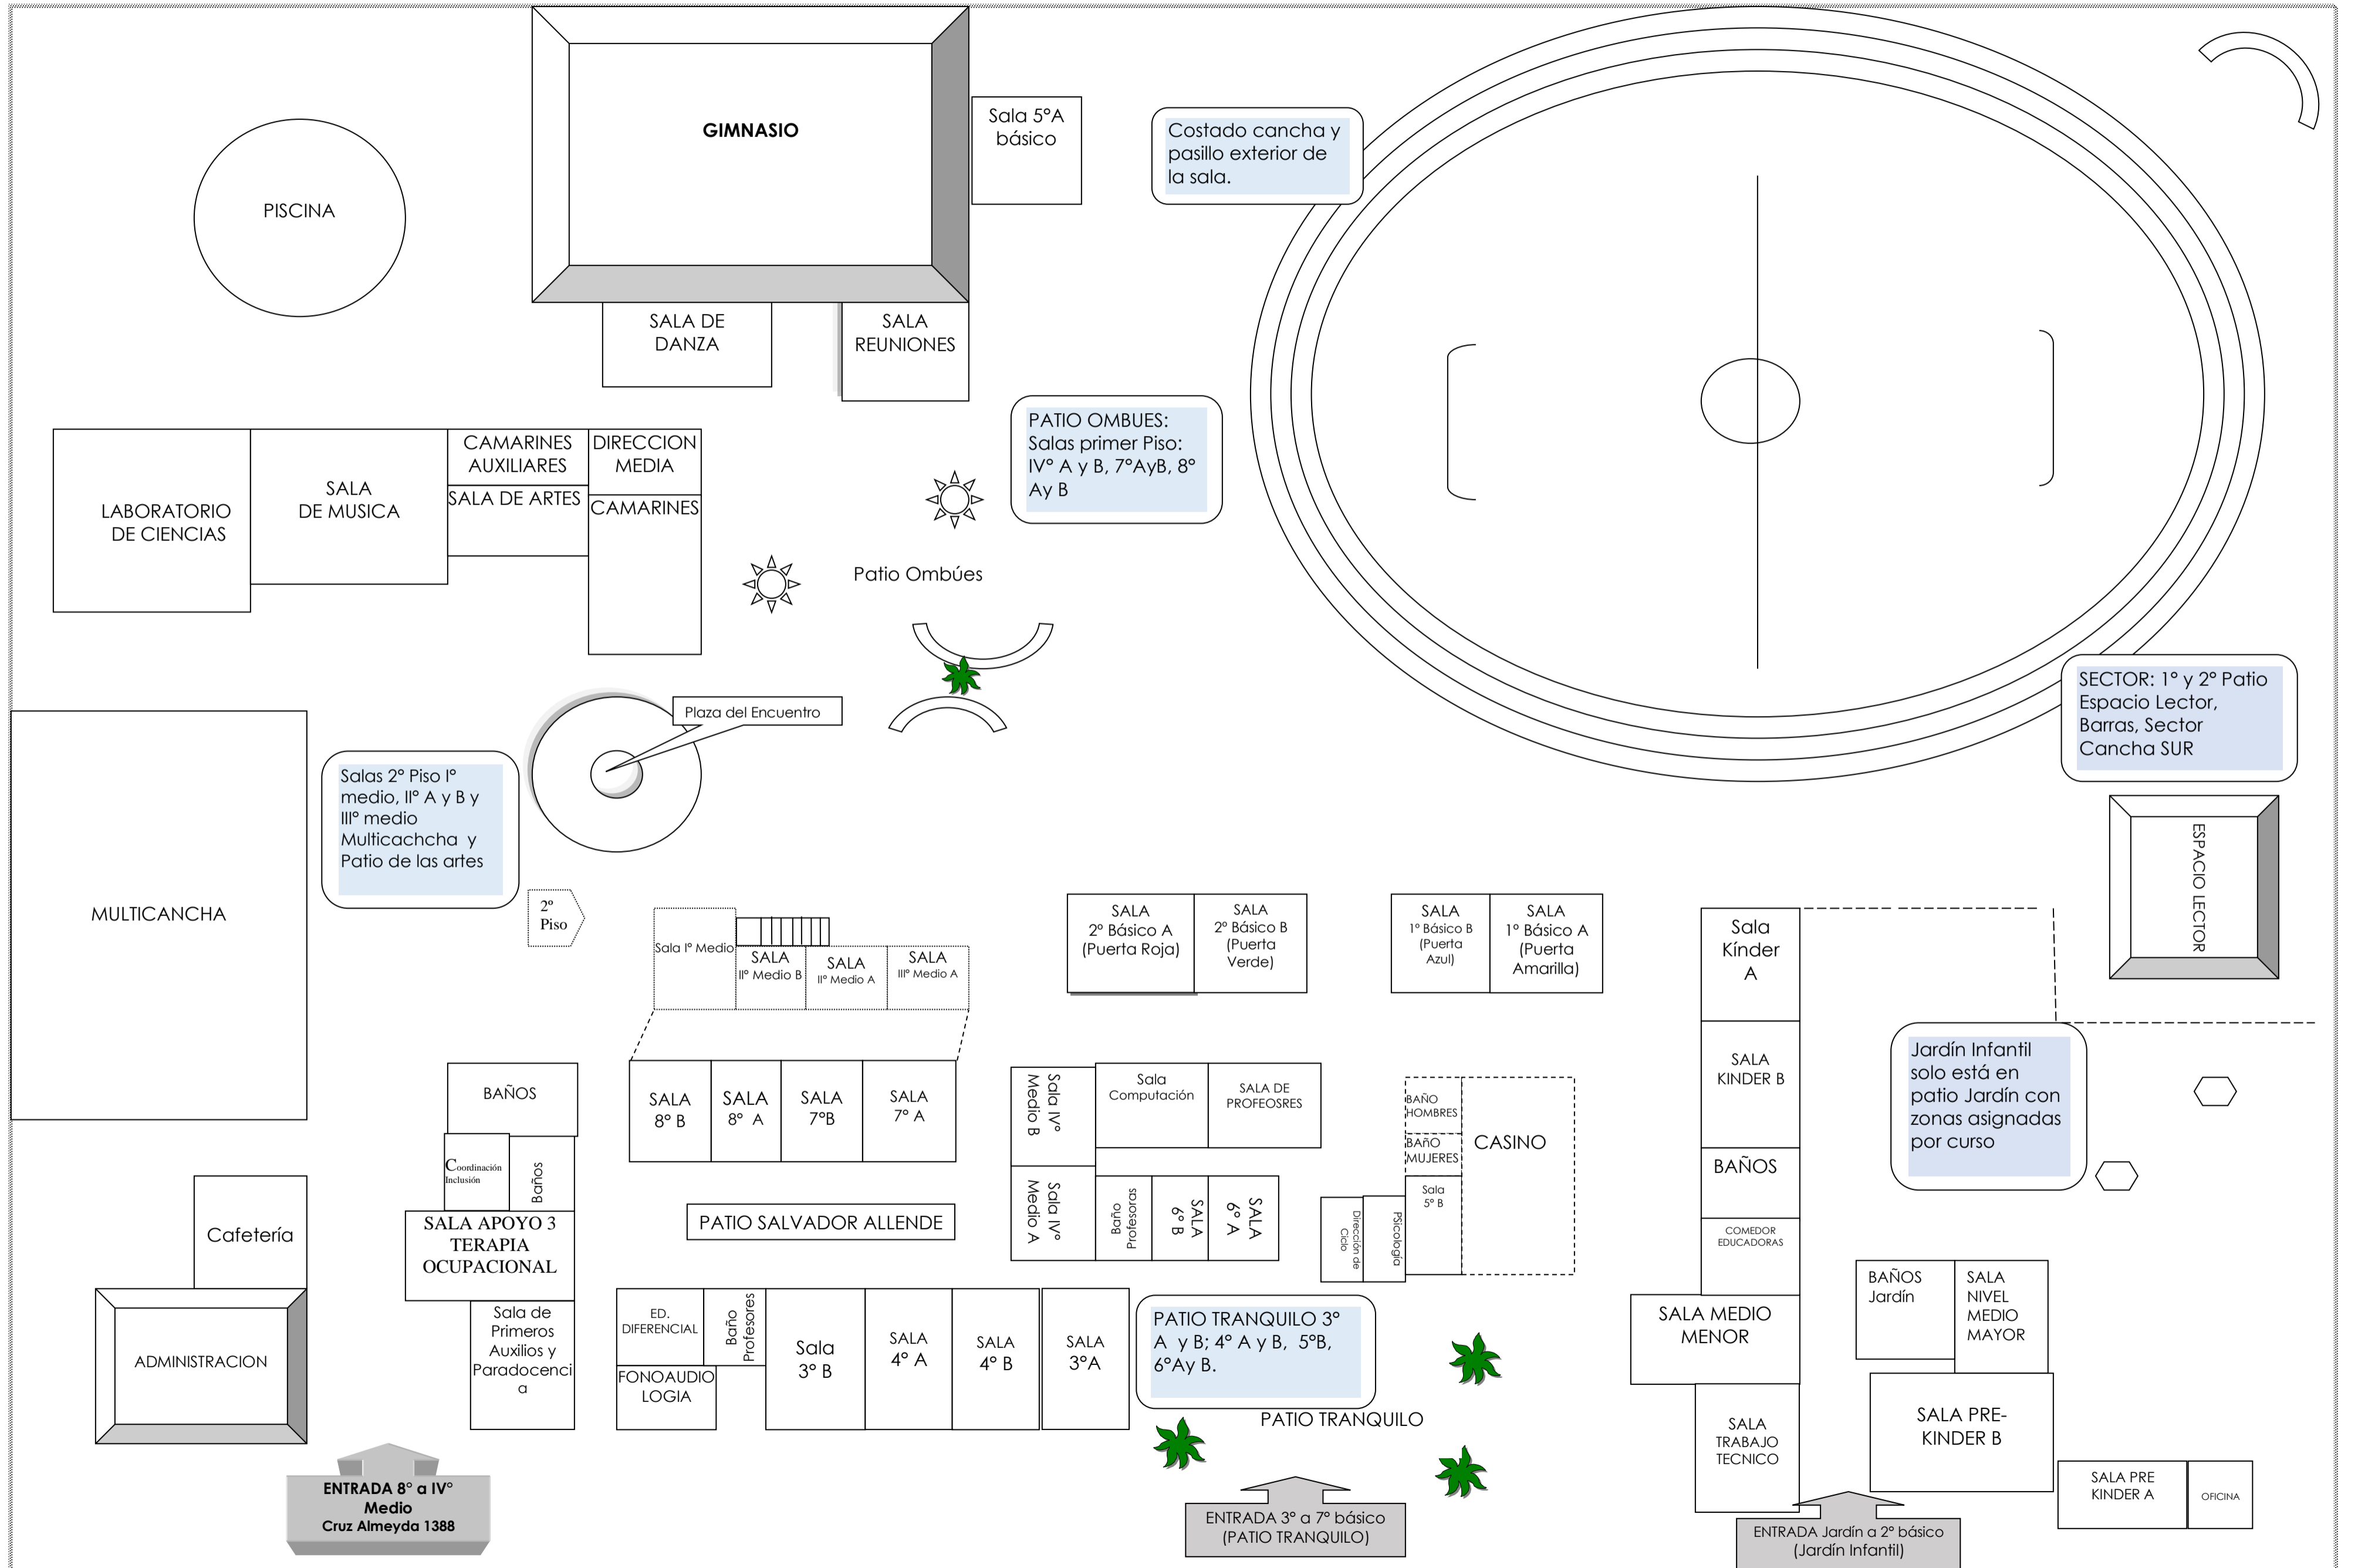 GIMNASIO
Sala 5°A
básico
Costado cancha y
pasillo exterior de
la sala.
PISCINA
SALA DE
DANZA
SALA
REUNIONES
PATIO OMBUES:
Salas primer Piso:
IV° A y B, 7°AyB, 8°
Ay B
CAMARINES
AUXILIARES
DIRECCION
MEDIA
SALA DE ARTES
CAMARINES
SALA
DE MUSICA
LABORATORIO
DE CIENCIAS
Patio Ombúes
SECTOR: 1° y 2° Patio
Espacio Lector,
Barras, Sector
Cancha SUR
Plaza del Encuentro
Salas 2° Piso I°
medio, II° A y B y
III° medio
Multicachcha y
Patio de las artes
MULTICANCHA
ESPACIO LECTOR
2°
Piso
Sala I° Medio
SALA
II° Medio B
SALA
II° Medio A
SALA
III° Medio A
SALA
2° Básico A
(Puerta Roja)
SALA
2° Básico B
(Puerta
Verde)
SALA
1° Básico B
(Puerta
Azul)
SALA
1° Básico A
(Puerta
Amarilla)
Sala
Kínder
A
SALA
KINDER B
BAÑOS
COMEDOR
EDUCADORAS
Jardín Infantil
solo está en
patio Jardín con
zonas asignadas
por curso
BAÑOS
Coordinación
Inclusión
Baños
SALA
8° B
SALA
8° A
SALA
7°B
SALA
7° A
Sala IV°
Medio B
Sala
Computación
SALA DE
PROFEOSRES
BAÑO
HOMBRES
BAñO
MUJERES
CASINO
Cafetería
SALA APOYO 3
TERAPIA
OCUPACIONAL
PATIO SALVADOR ALLENDE
Sala IV°
Medio A
Baño
Profesoras
SALA
6° B
SALA
6° A
Dirección de
Ciclo
PSicología
Sala
5° B
ADMINISTRACION
Sala de
Primeros
Auxilios y
Paradocenci
a
ED.
DIFERENCIAL
Baño
Profesores
FONOAUDIO
LOGIA
Sala
3° B
SALA
4° A
SALA
4° B
SALA
3°A
PATIO TRANQUILO 3°
A y B; 4° A y B, 5°B,
6°Ay B.
PATIO TRANQUILO
SALA MEDIO
MENOR
BAÑOS
Jardín
SALA
NIVEL
MEDIO
MAYOR
SALA
TRABAJO
TECNICO
SALA PRE-
KINDER B
SALA PRE
KINDER A
OFICINA
ENTRADA 8° a IV°
Medio
Cruz Almeyda 1388
ENTRADA 3° a 7° básico
(PATIO TRANQUILO)
ENTRADA Jardín a 2° básico
(Jardín Infantil)